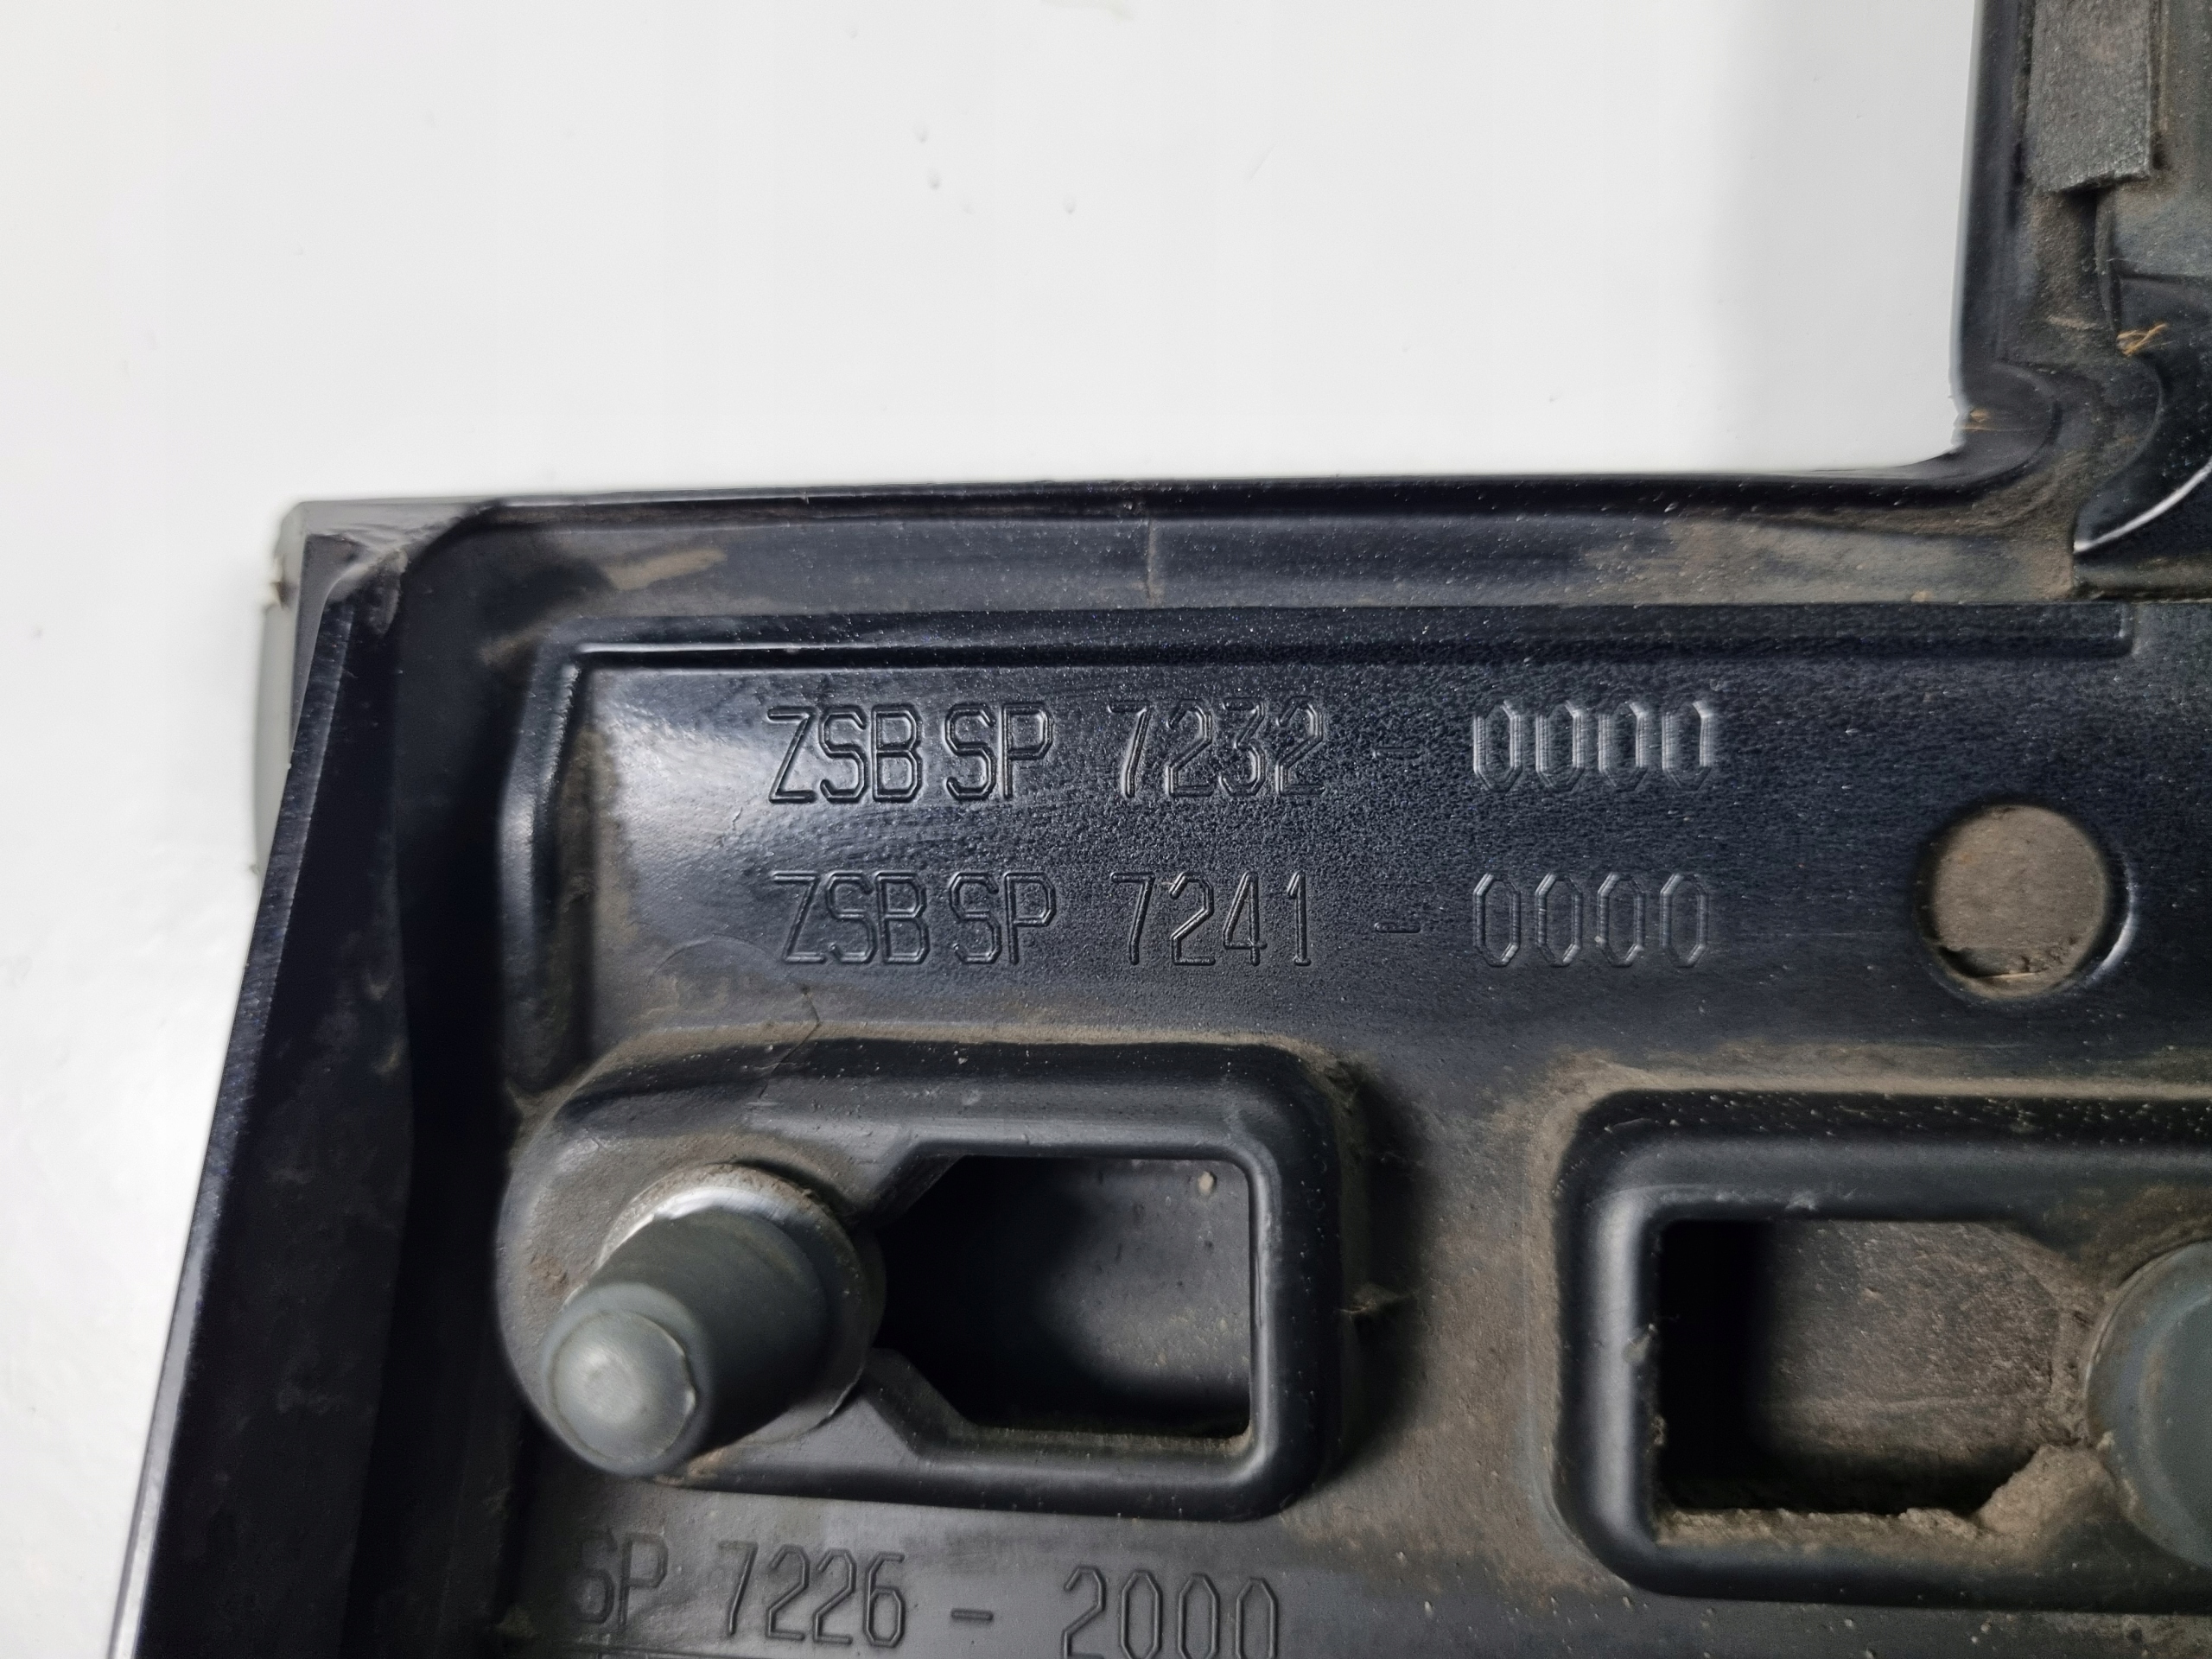 ZSB SP 7232 - 0000
ZSB SP 7241 - 0000
SP 7226 - 2000